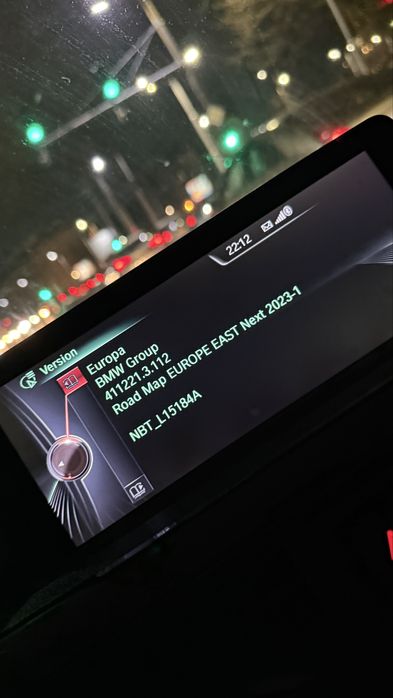 22:12
Version
Europa
BMW Group
411221.3.112
Road Map EUROPE EAST Next 2023-1
NBT_L15184A